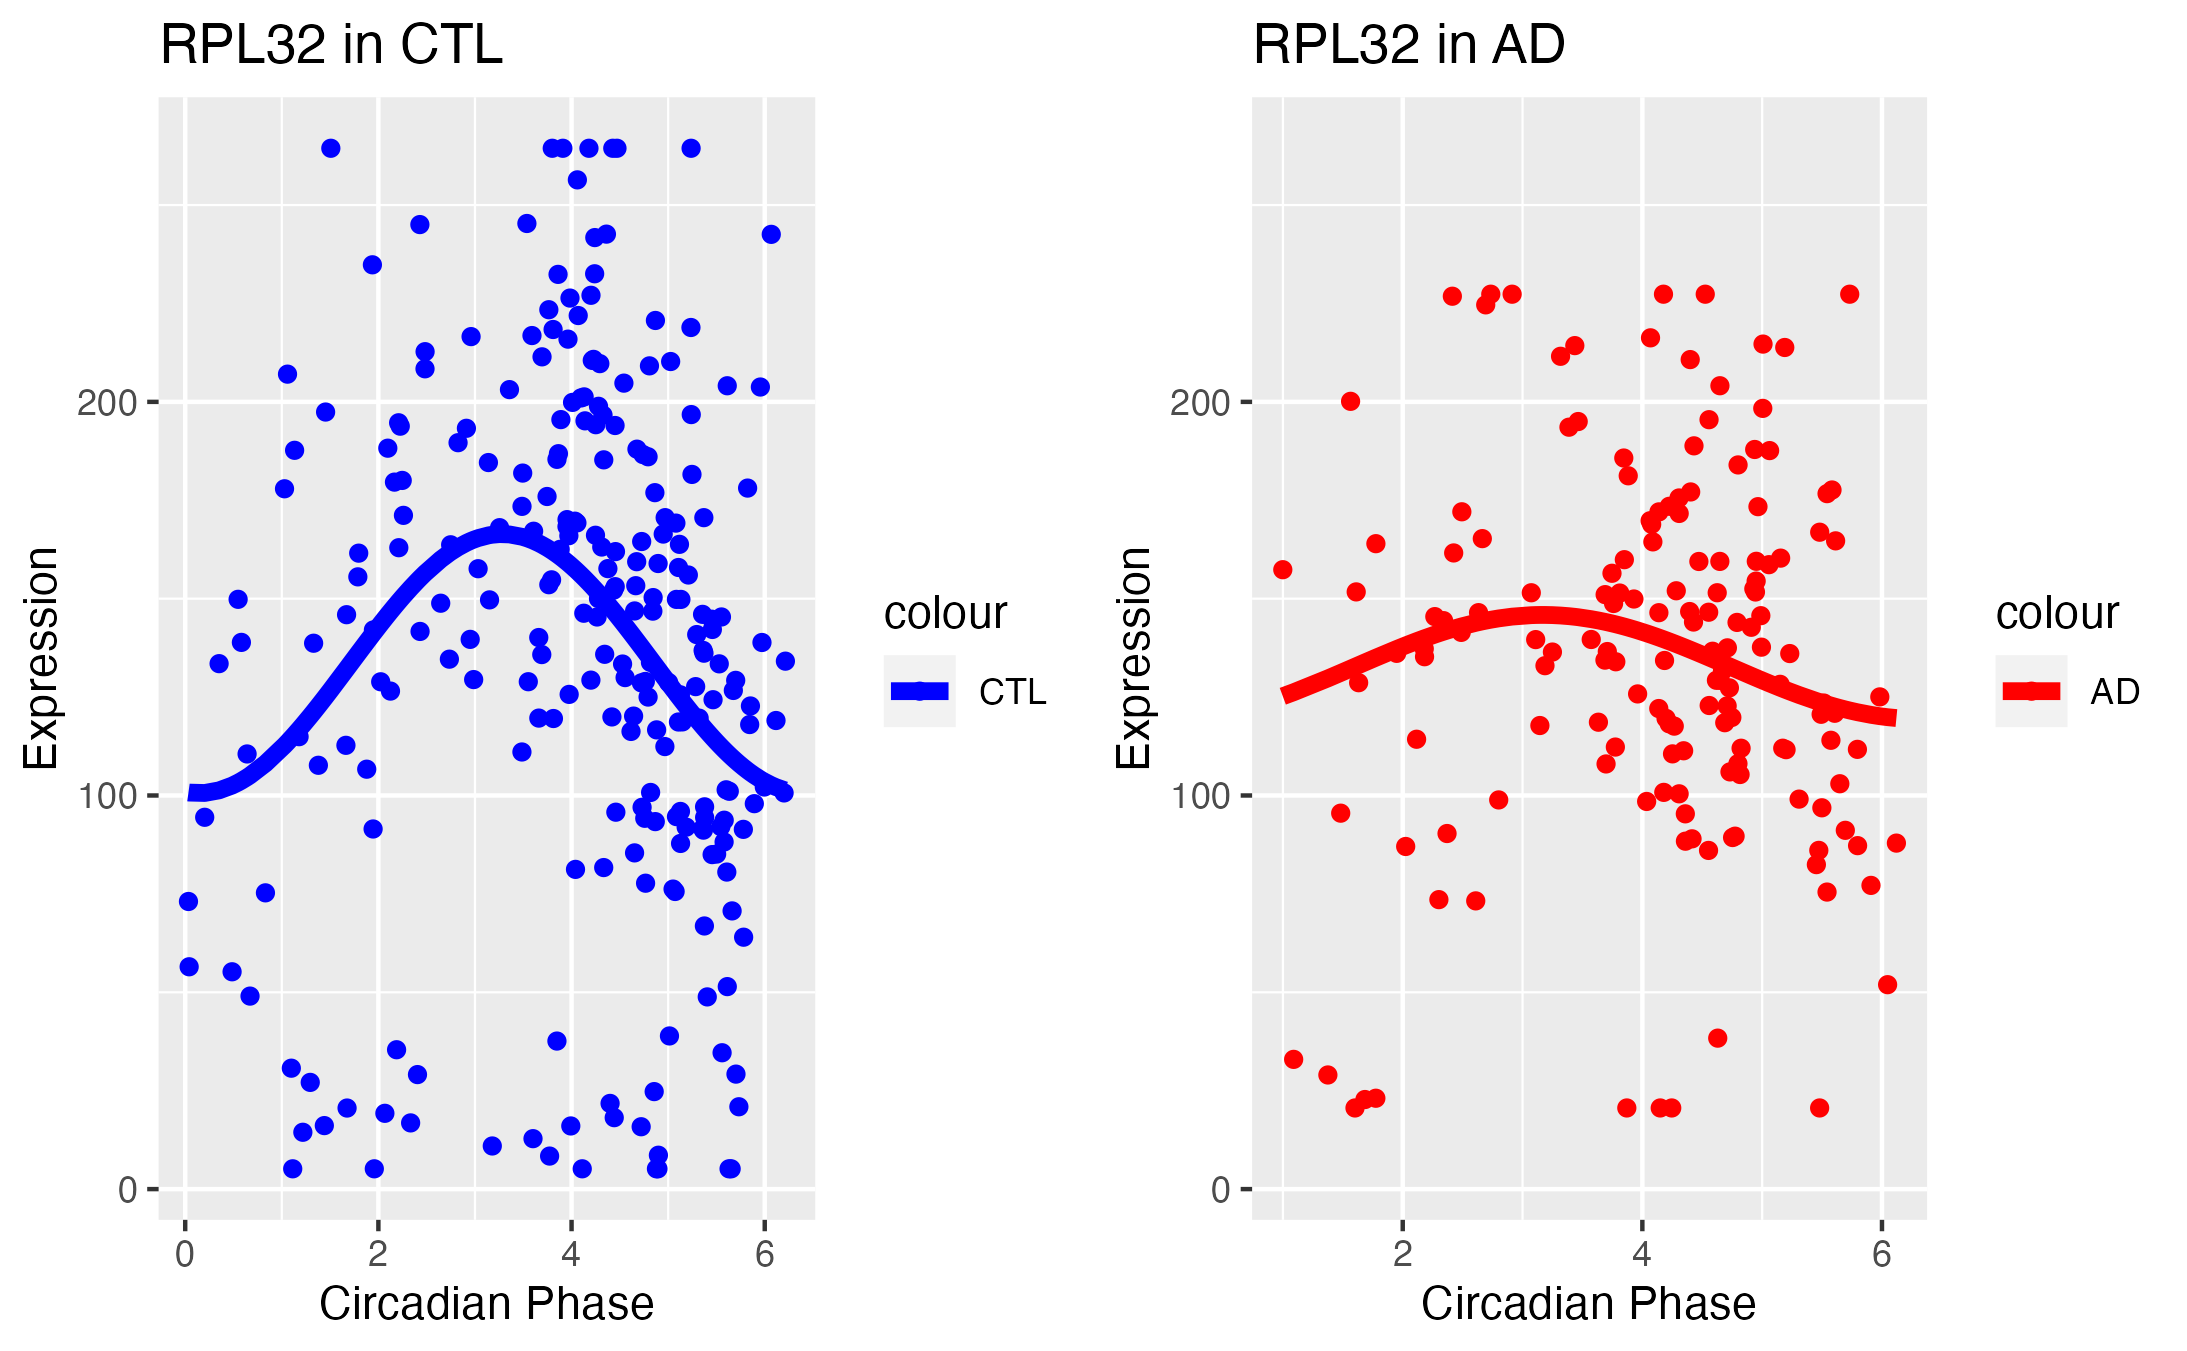 RPL32 in CTL
Expression
200
100
0
0 2 4 6
Circadian Phase
colour
CTL
RPL32 in AD
Expression
200
100
0
2 4 6
Circadian Phase
colour
AD